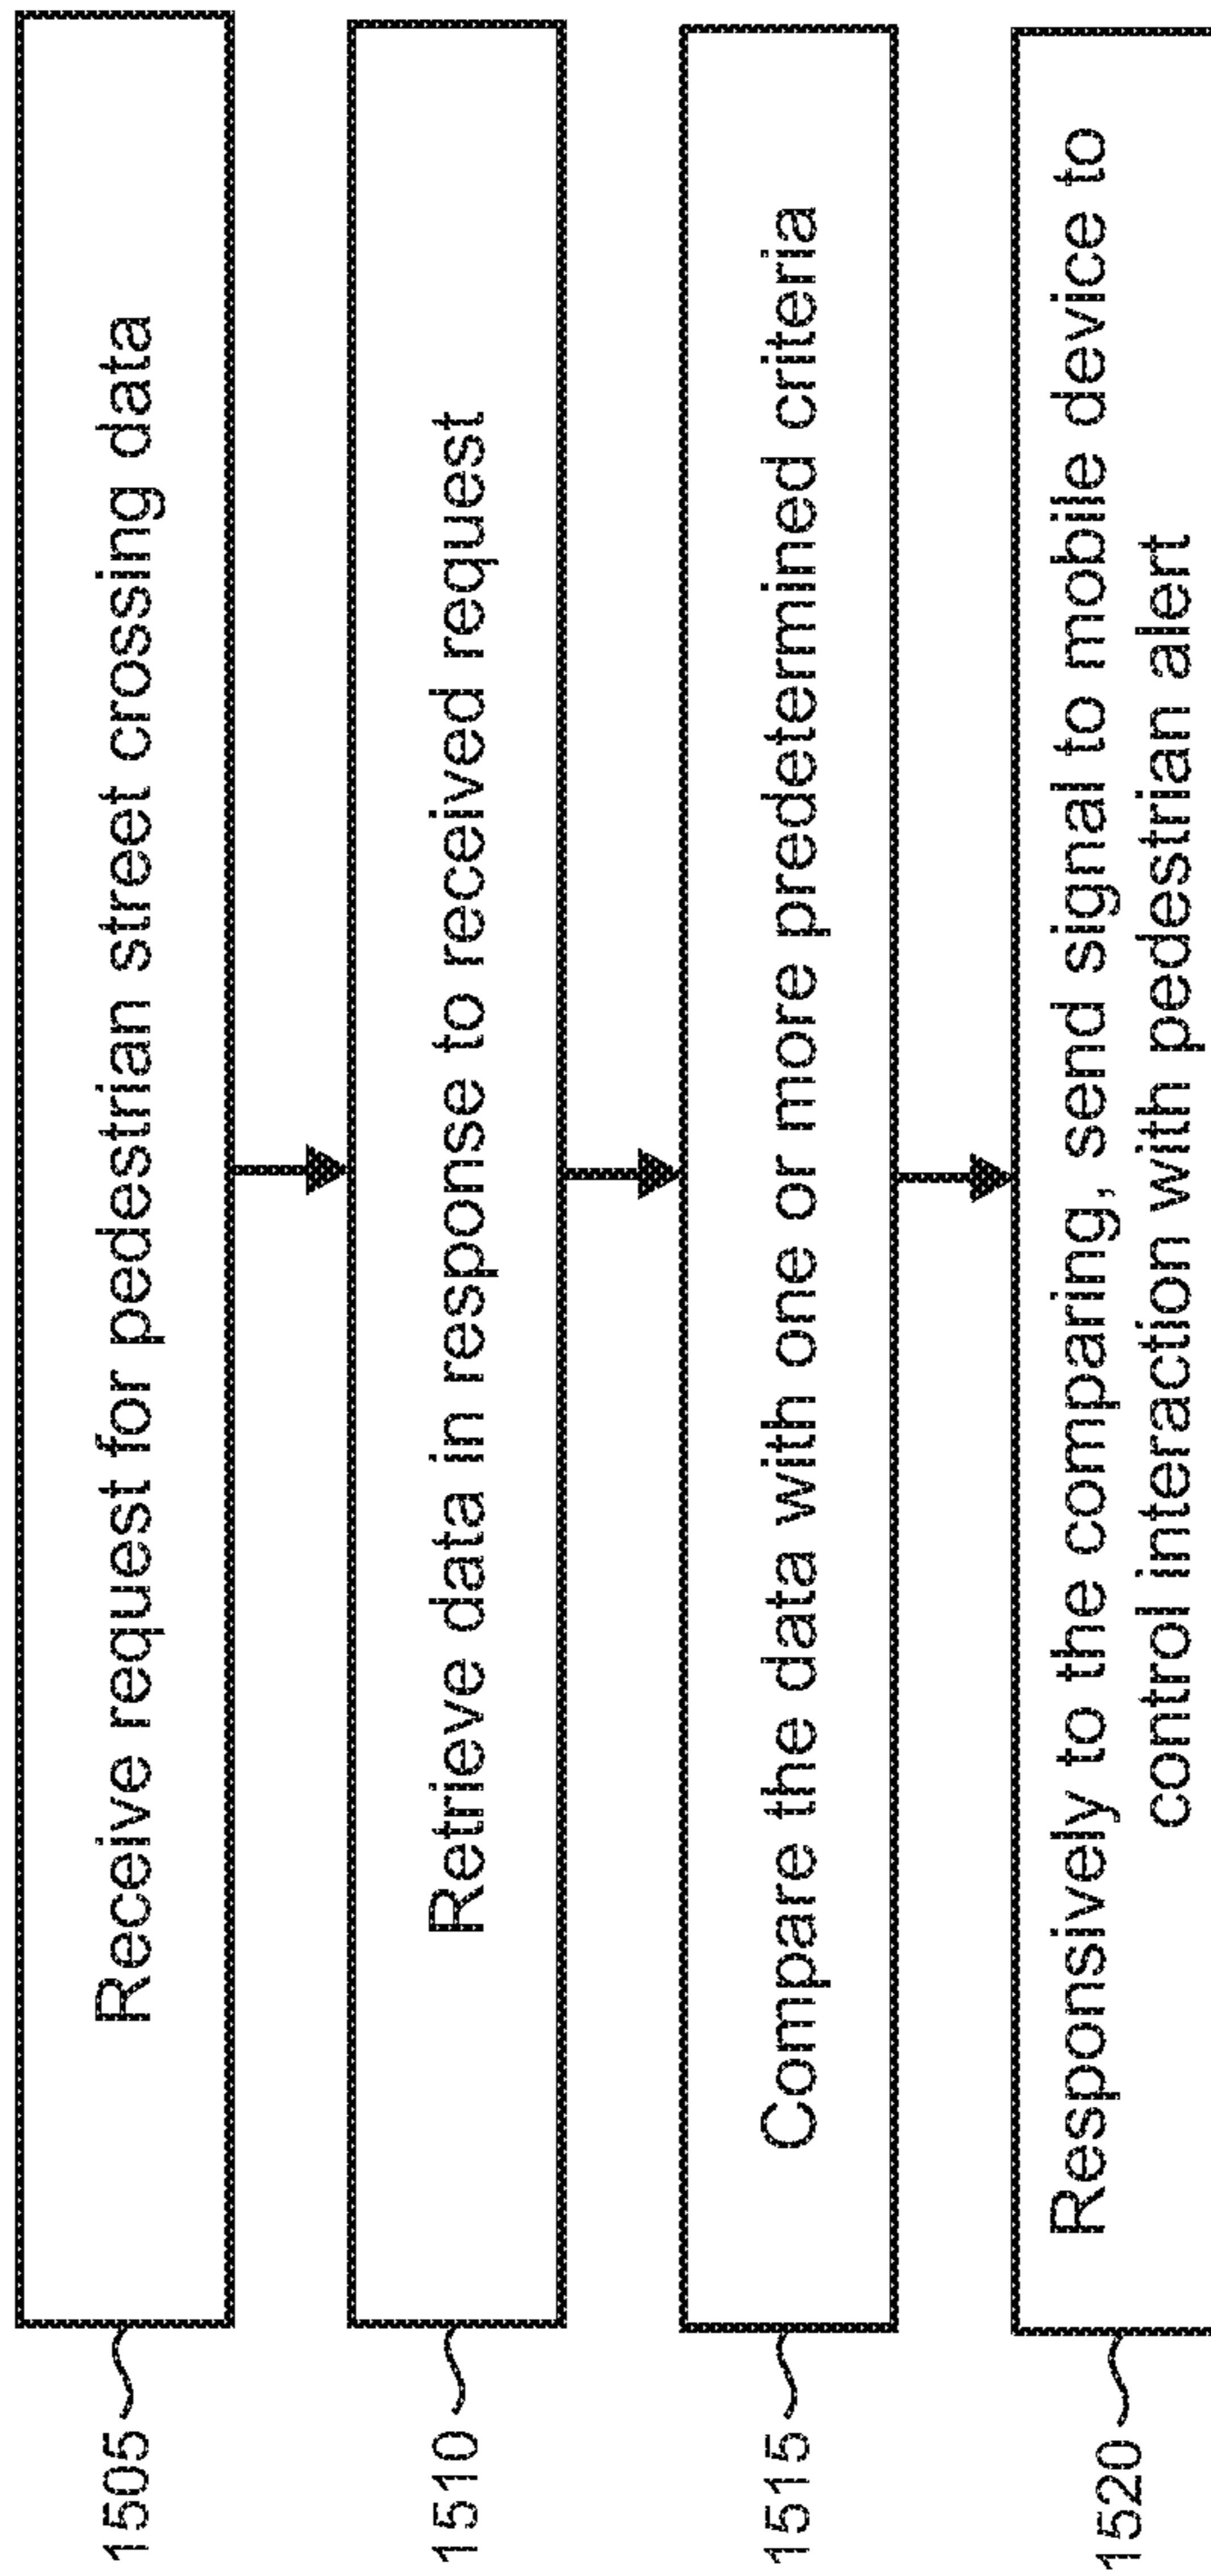 1505
Receive request for pedestrian street crossing data
1510
Retrieve data in response to received request
1515
Compare the data with one or more predetermined criteria
1520
Responsively to the comparing, send signal to mobile device to
control interaction with pedestrian alert